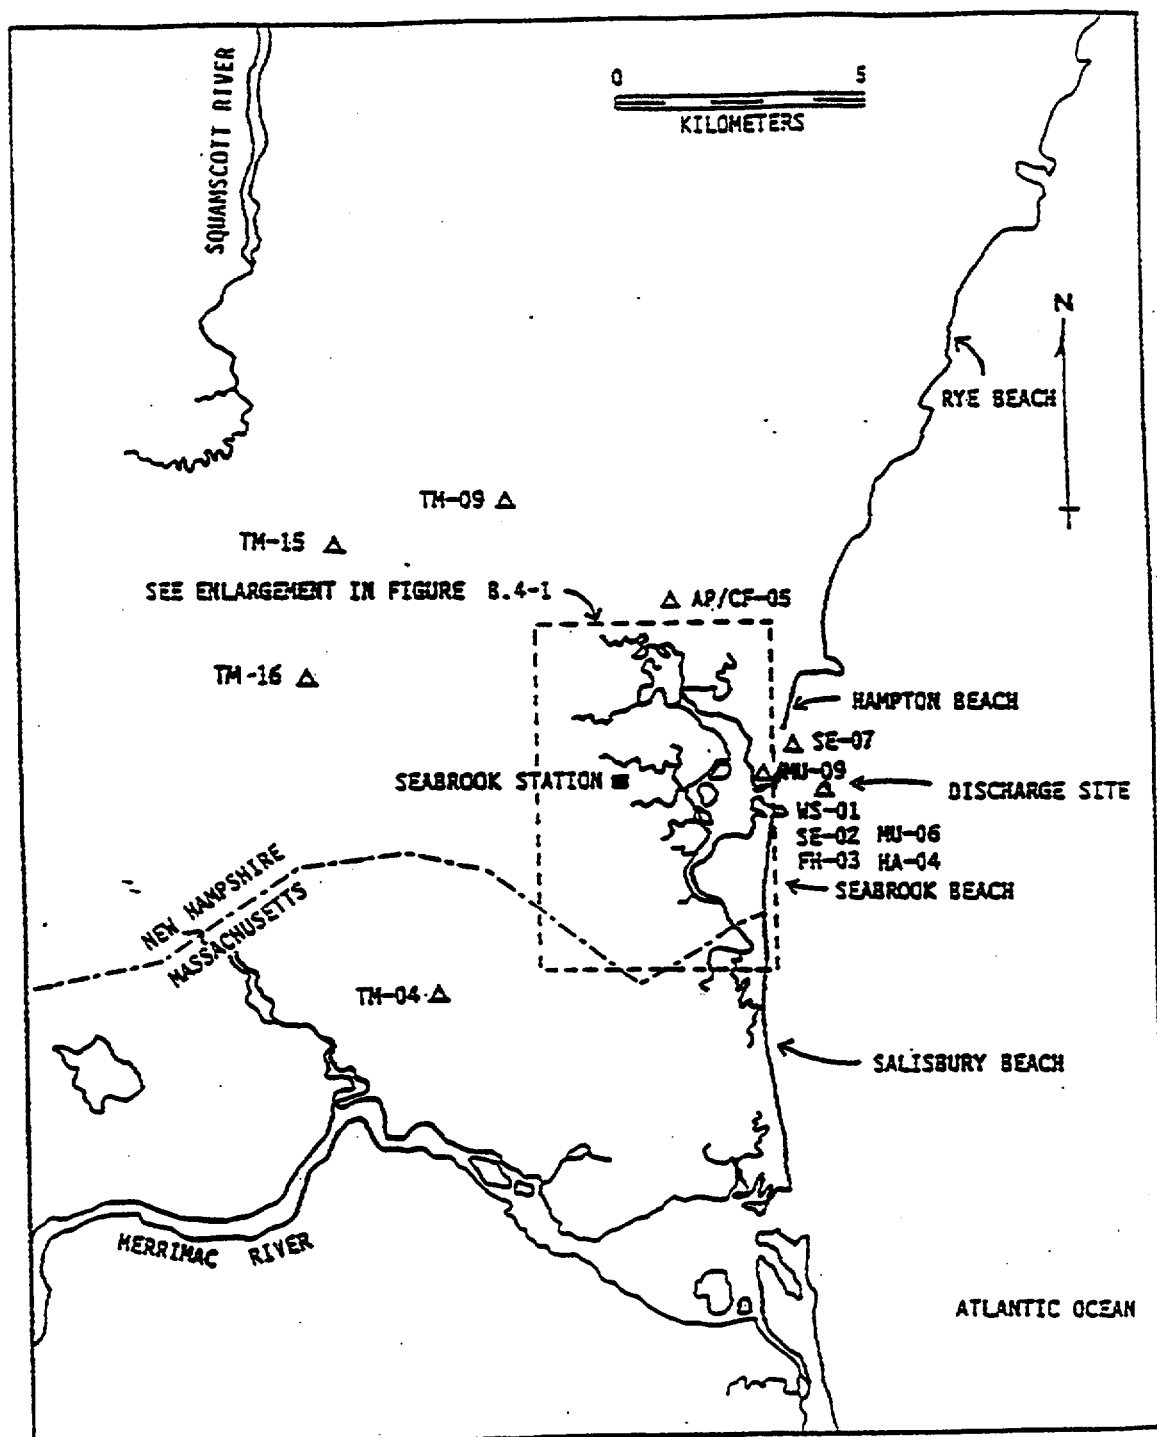 SQUAMSCOTT RIVER
0 5
KILOMETERS
N
RYE BEACH
TM-09
TM-15
SEE ENLARGEMENT IN FIGURE B.4-1
AP/CF-05
TM-16
HAMPTON BEACH
SE-07
MU-09
SEABROOK STATION
DISCHARGE SITE
WS-01
SE-02 MU-06
FH-03 HA-04
SEABROOK BEACH
NEW HAMPSHIRE
MASSACHUSETTS
TM-04
SALISBURY BEACH
MERRIMAC RIVER
ATLANTIC OCEAN